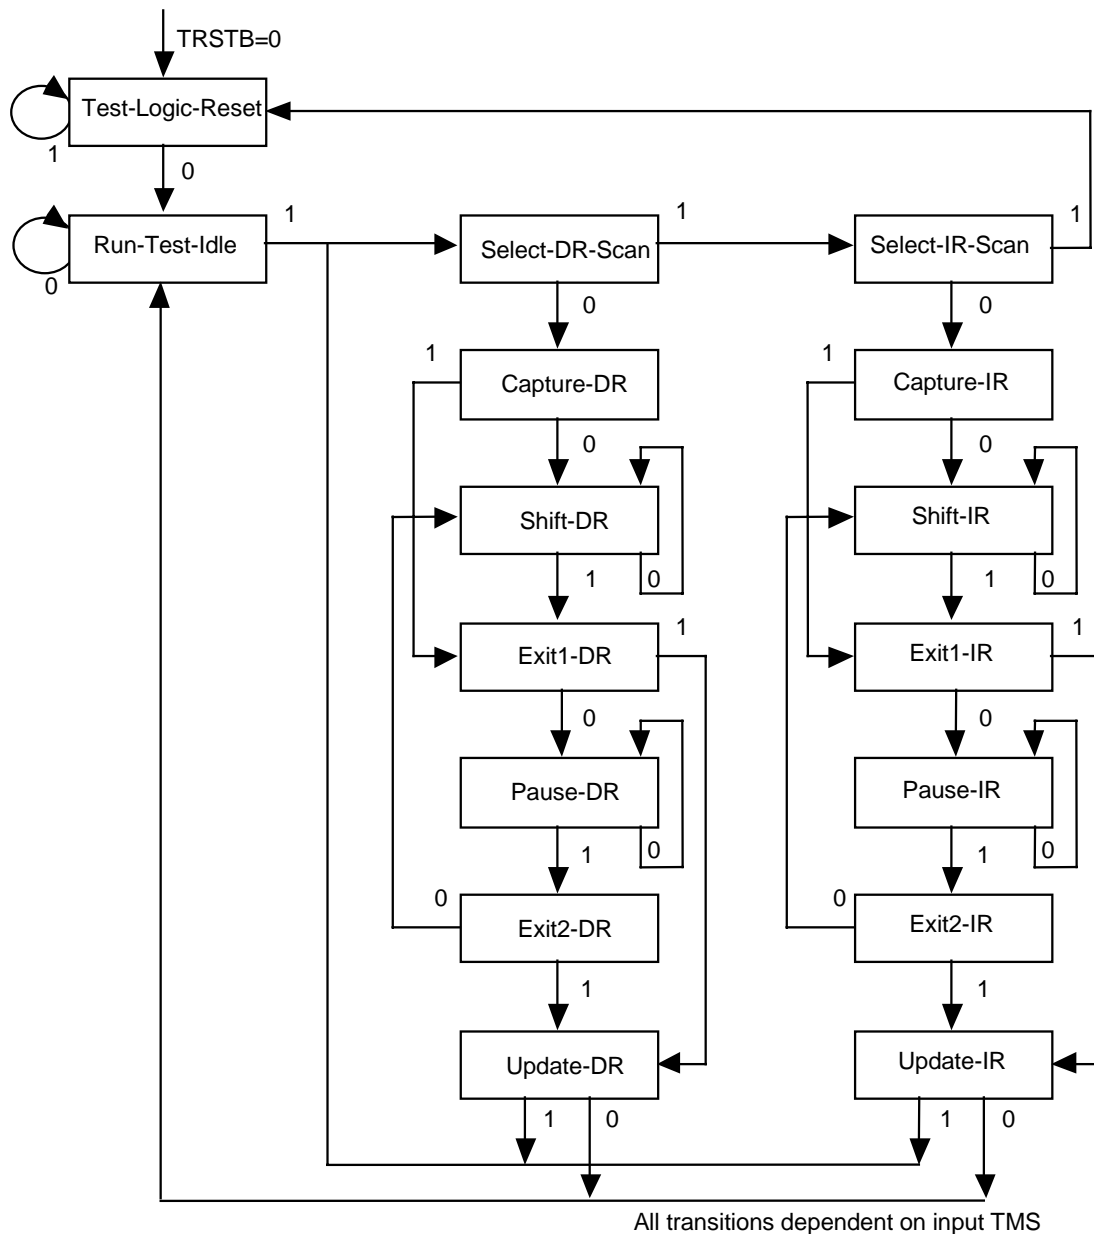 TRSTB=0
Test-Logic-Reset
1
0
Run-Test-Idle
0
1
Select-DR-Scan
1
Select-IR-Scan
1
0
0
1
Capture-DR
1
Capture-IR
0
0
Shift-DR
Shift-IR
1
0
1
0
Exit1-DR
1
Exit1-IR
1
0
0
Pause-DR
Pause-IR
1
0
1
0
0
Exit2-DR
0
Exit2-IR
1
1
Update-DR
Update-IR
1
0
1
0
All transitions dependent on input TMS